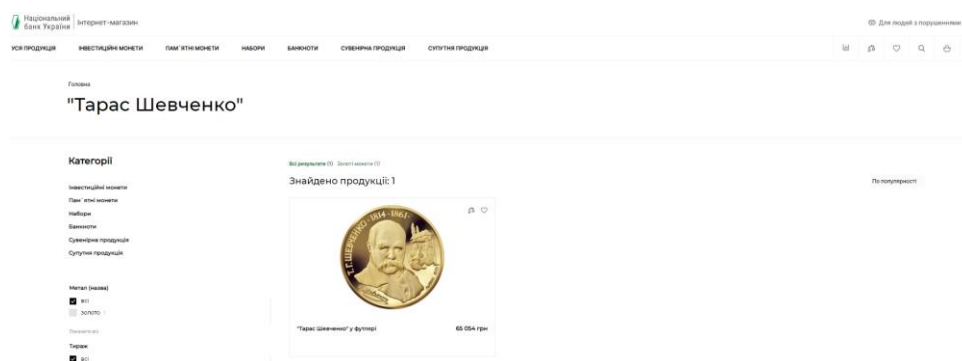 Національний
банк України
Інтернет-магазин
Для людей з порушеннями
УСЯ ПРОДУКЦІЯ
ІНВЕСТИЦІЙНІ МОНЕТИ
ПАМ`ЯТНІ МОНЕТИ
НАБОРИ
БАНКНОТИ
СУВЕНІРНА ПРОДУКЦІЯ
СУПУТНЯ ПРОДУКЦІЯ
Головна
"Тарас Шевченко"
Категорії
Інвестиційні монети
Пам`ятні монети
Набори
Банкноти
Сувенірна продукція
Супутня продукція
Метал (назва)
ВСІ
ЗОЛОТО 1
Показати всі
Тираж
ВСІ
Всі результати (1) Золоті монети (1)
Знайдено продукції: 1
По популярності
Т.Г. ШЕВЧЕНКО · 1814 - 1861 ·
"Тарас Шевченко" у футлярі
65 054 грн